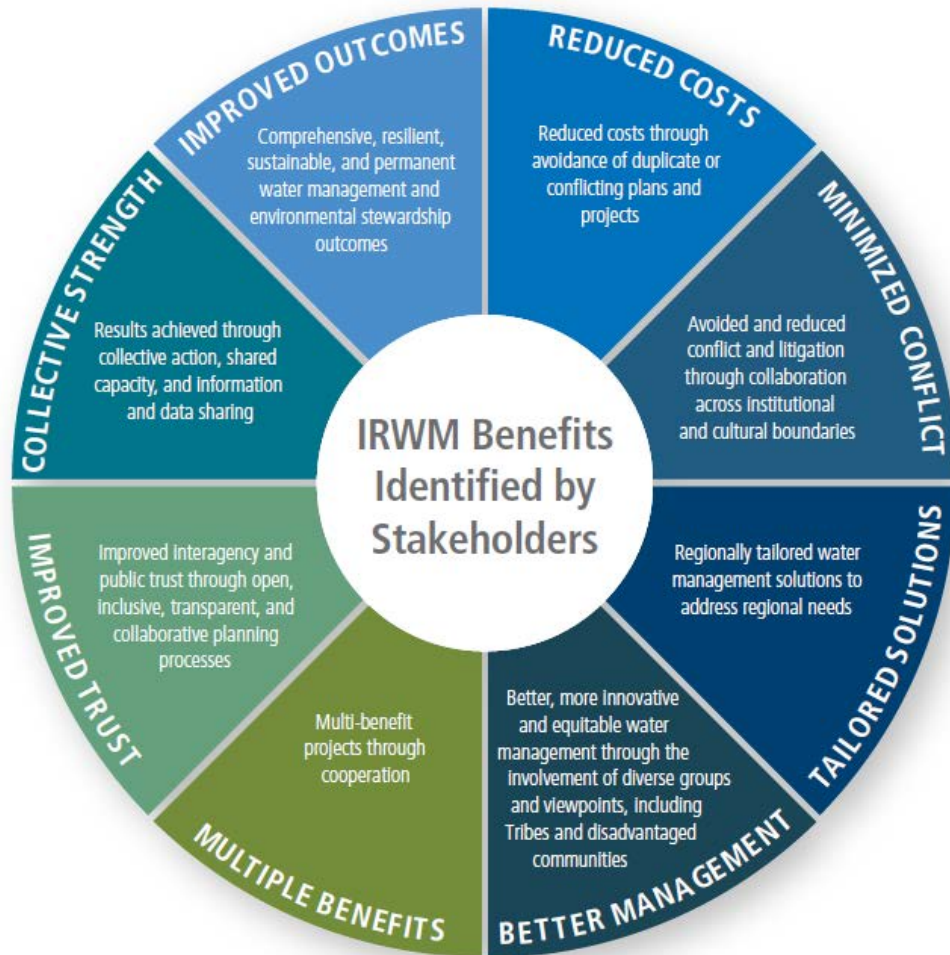 IRWM Benefits
Identified by
Stakeholders
REDUCED COSTS
Reduced costs through
avoidance of duplicate or
conflicting plans and
projects
MINIMIZED CONFLICT
Avoided and reduced
conflict and litigation
through collaboration
across institutional
and cultural boundaries
TAILORED SOLUTIONS
Regionally tailored water
management solutions to
address regional needs
BETTER MANAGEMENT
Better, more innovative
and equitable water
management through the
involvement of diverse groups
and viewpoints, including
Tribes and disadvantaged
communities
MULTIPLE BENEFITS
Multi-benefit
projects through
cooperation
IMPROVED TRUST
Improved interagency and
public trust through open,
inclusive, transparent, and
collaborative planning
processes
COLLECTIVE STRENGTH
Results achieved through
collective action, shared
capacity, and information
and data sharing
IMPROVED OUTCOMES
Comprehensive, resilient,
sustainable, and permanent
water management and
environmental stewardship
outcomes